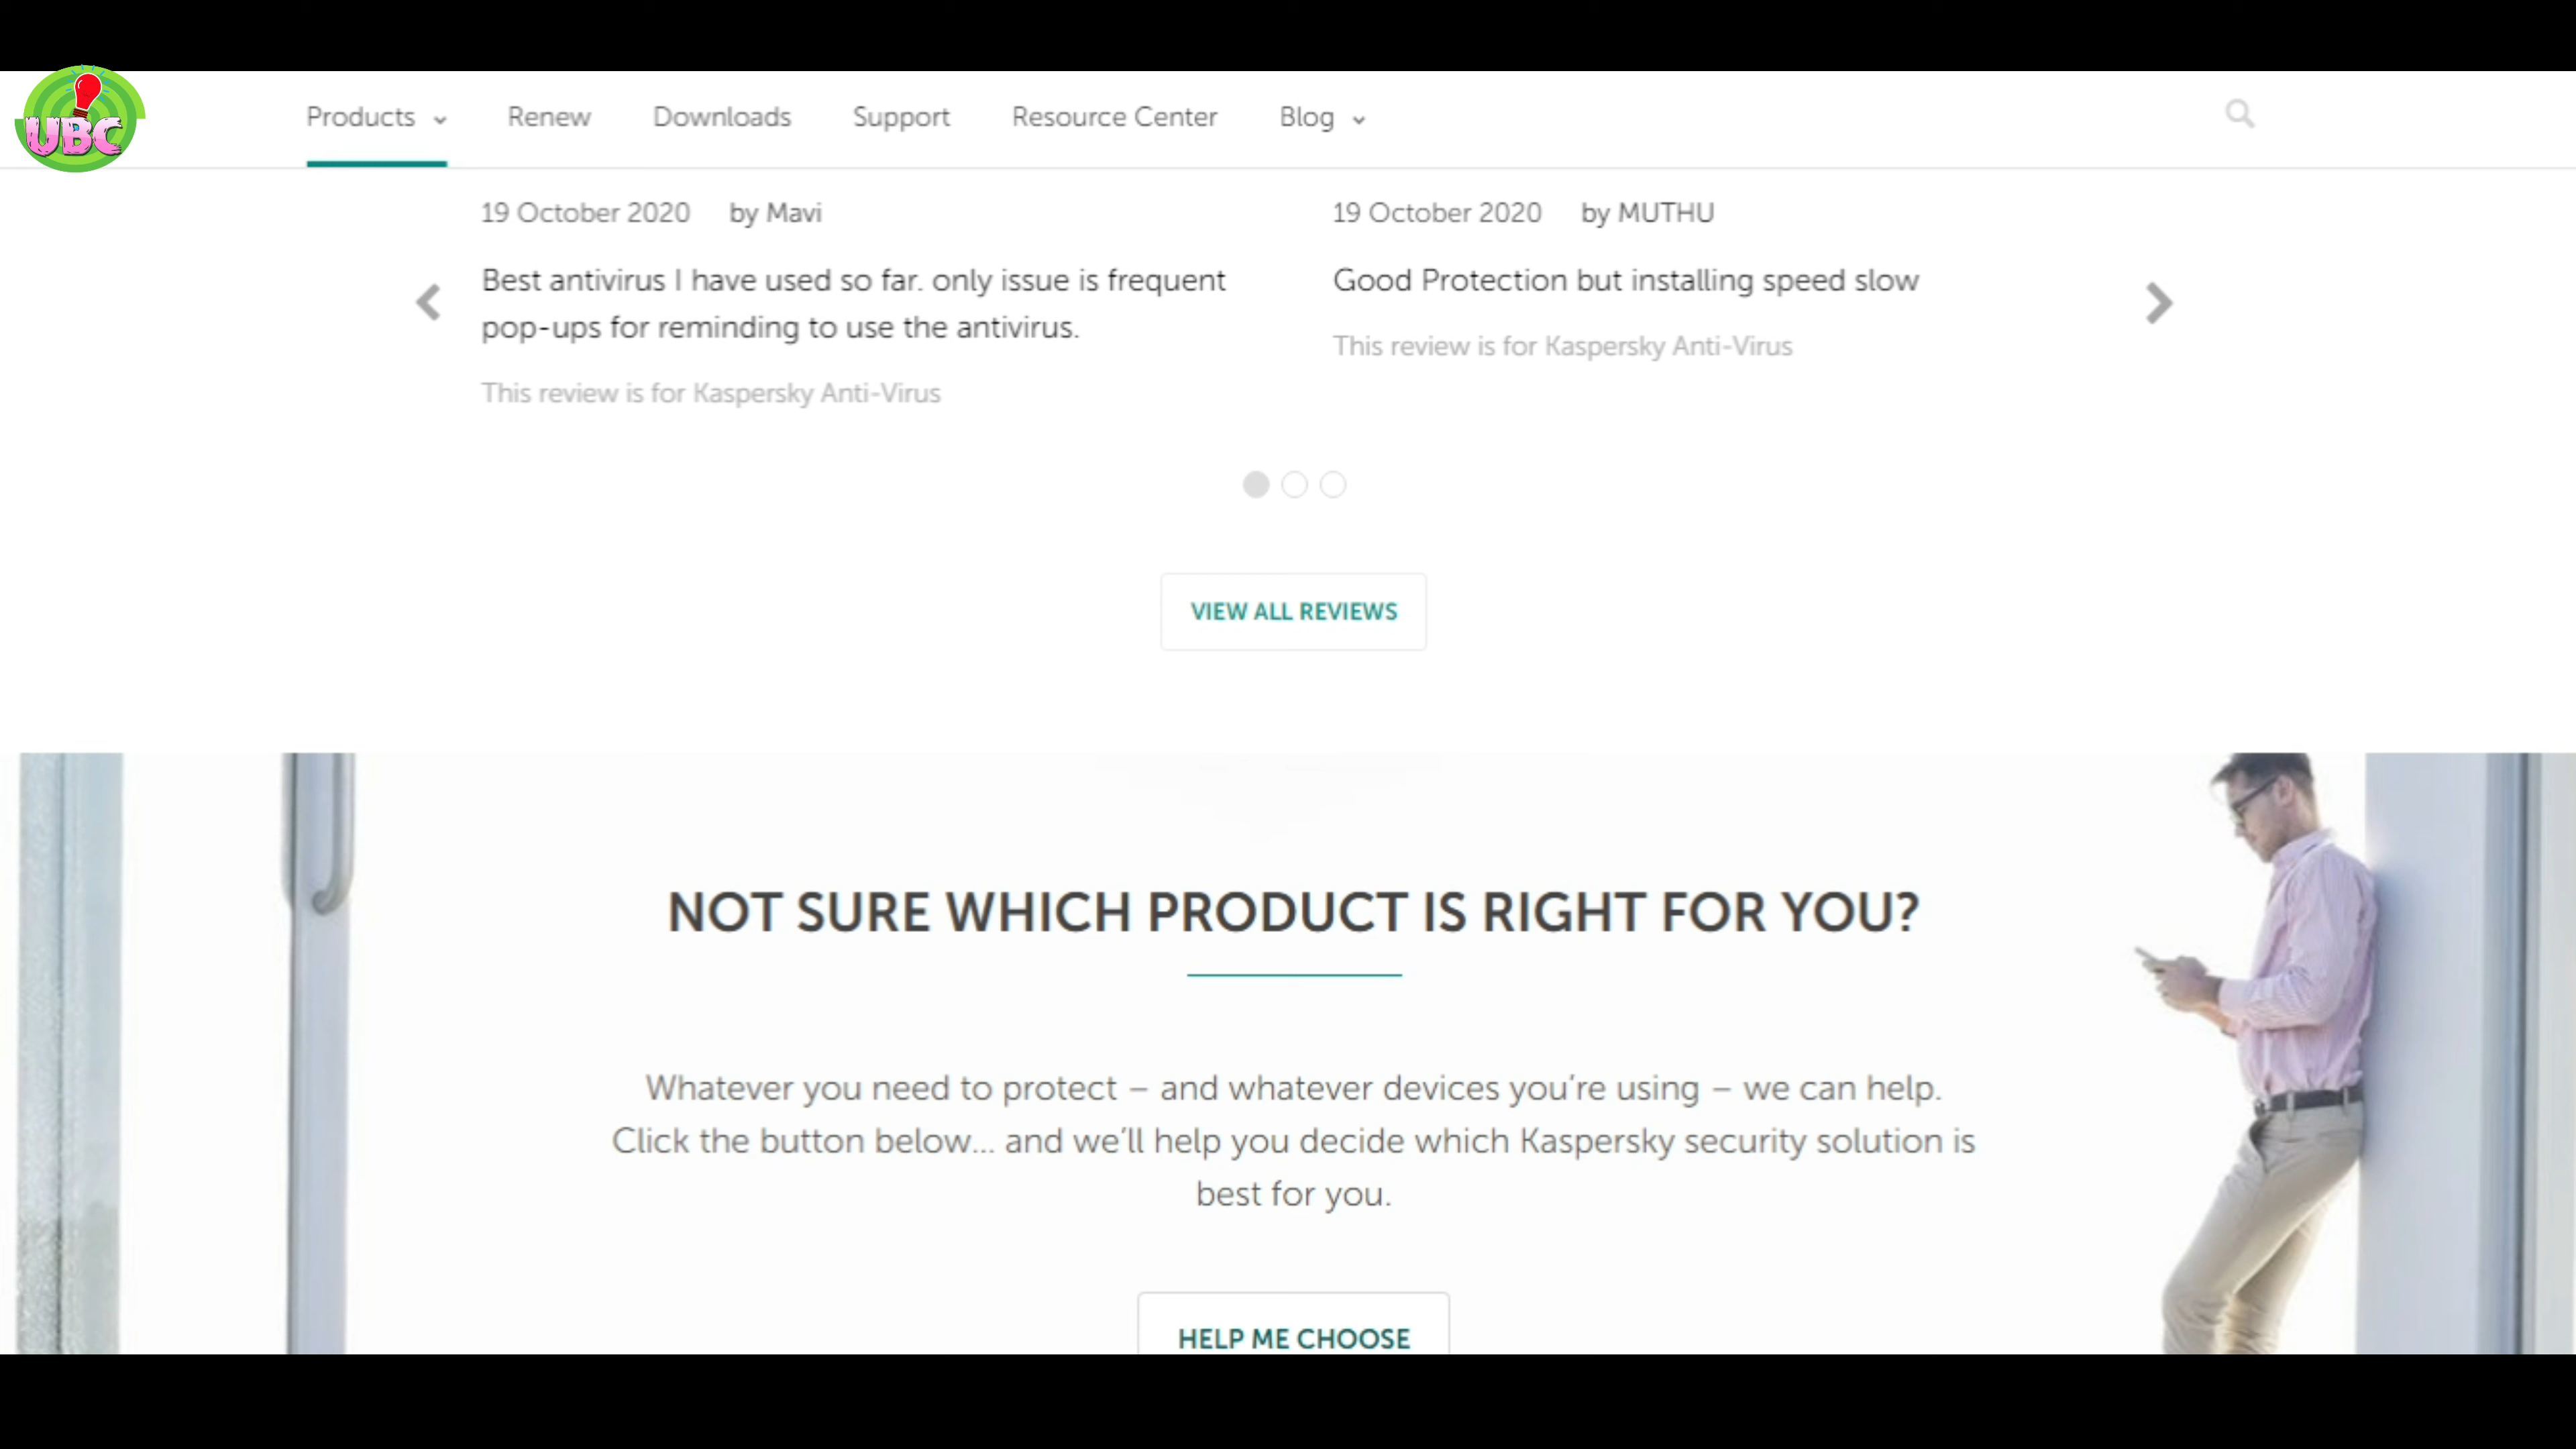 UBC
Products Renew Downloads Support Resource Center Blog
19 October 2020 by Mavi
Best antivirus I have used so far. only issue is frequent
pop-ups for reminding to use the antivirus.
This review is for Kaspersky Anti-Virus
19 October 2020 by MUTHU
Good Protection but installing speed slow
This review is for Kaspersky Anti-Virus
VIEW ALL REVIEWS
NOT SURE WHICH PRODUCT IS RIGHT FOR YOU?
Whatever you need to protect – and whatever devices you're using – we can help.
Click the button below... and we'll help you decide which Kaspersky security solution is
best for you.
HELP ME CHOOSE